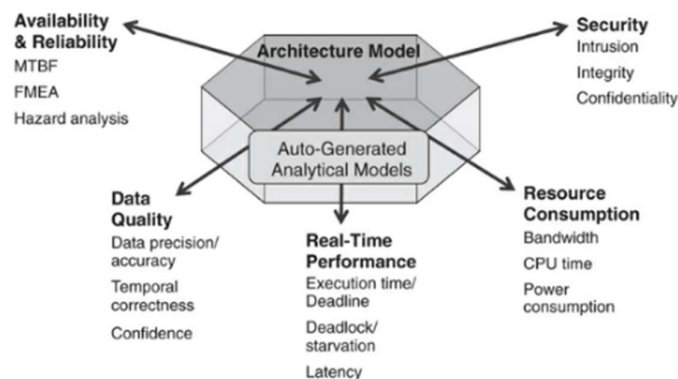 Availability
& Reliability
MTBF
FMEA
Hazard analysis
Architecture Model
Security
Intrusion
Integrity
Confidentiality
Auto-Generated
Analytical Models
Data
Quality
Data precision/
accuracy
Temporal
correctness
Confidence
Real-Time
Performance
Execution time/
Deadline
Deadlock/
starvation
Latency
Resource
Consumption
Bandwidth
CPU time
Power
consumption